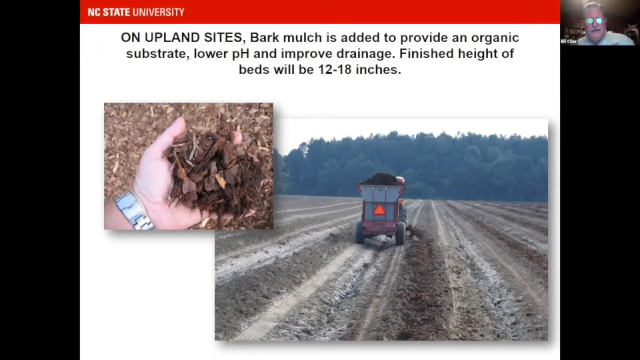 NC STATE UNIVERSITY
ON UPLAND SITES, Bark mulch is added to provide an organic
substrate, lower pH and improve drainage. Finished height of
beds will be 12-18 inches.